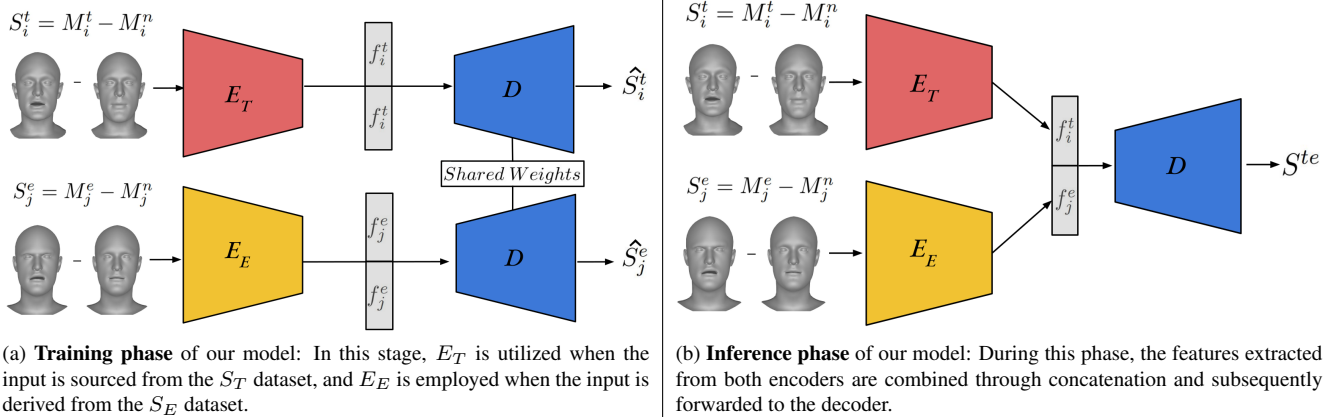 S_i^t = M_i^t − M_i^n
−
E_T
f_i^t
f_i^t
D
Ŝ_i^t
Shared Weights
S_j^e = M_j^e − M_j^n
−
E_E
f_j^e
f_j^e
D
Ŝ_j^e
(a) Training phase of our model: In this stage, E_T is utilized when the
input is sourced from the S_T dataset, and E_E is employed when the input is
derived from the S_E dataset.
S_i^t = M_i^t − M_i^n
−
E_T
f_i^t
f_j^e
D
S^{te}
S_j^e = M_j^e − M_j^n
−
E_E
(b) Inference phase of our model: During this phase, the features extracted
from both encoders are combined through concatenation and subsequently
forwarded to the decoder.